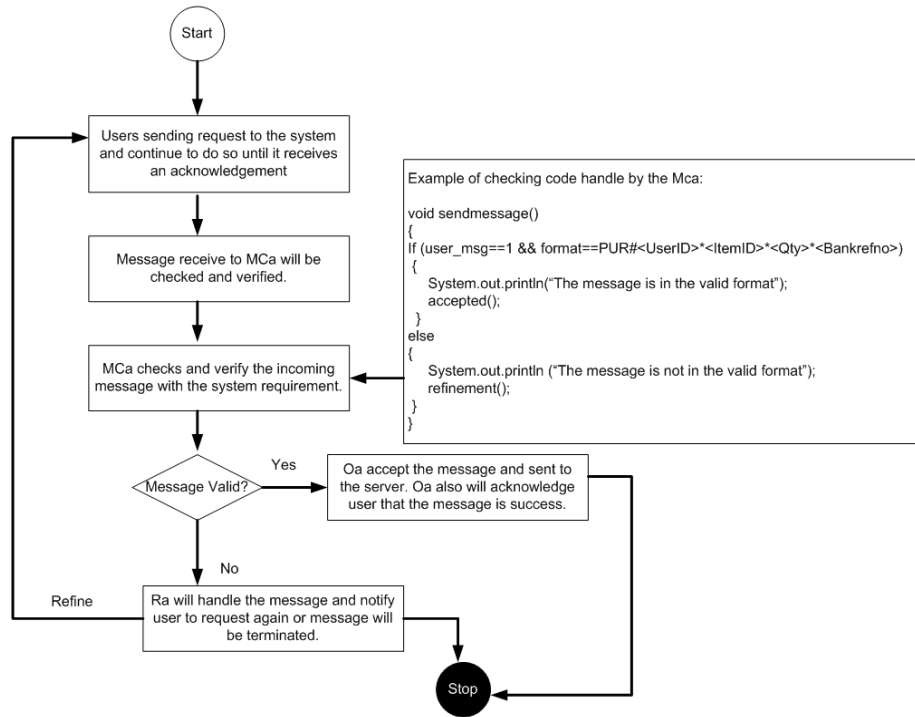 Start
Users sending request to the system
and continue to do so until it receives
an acknowledgement
Message receive to MCa will be
checked and verified.
MCa checks and verify the incoming
message with the system requirement.
Example of checking code handle by the Mca:
void sendmessage()
{
If (user_msg==1 && format==PUR#<UserID>*<ItemID>*<Qty>*<Bankrefno>)
{
System.out.println(“The message is in the valid format”);
accepted();
}
else
{
System.out.println (“The message is not in the valid format”);
refinement();
}
}
Message Valid?
Yes
Oa accept the message and sent to
the server. Oa also will acknowledge
user that the message is success.
No
Refine
Ra will handle the message and notify
user to request again or message will
be terminated.
Stop